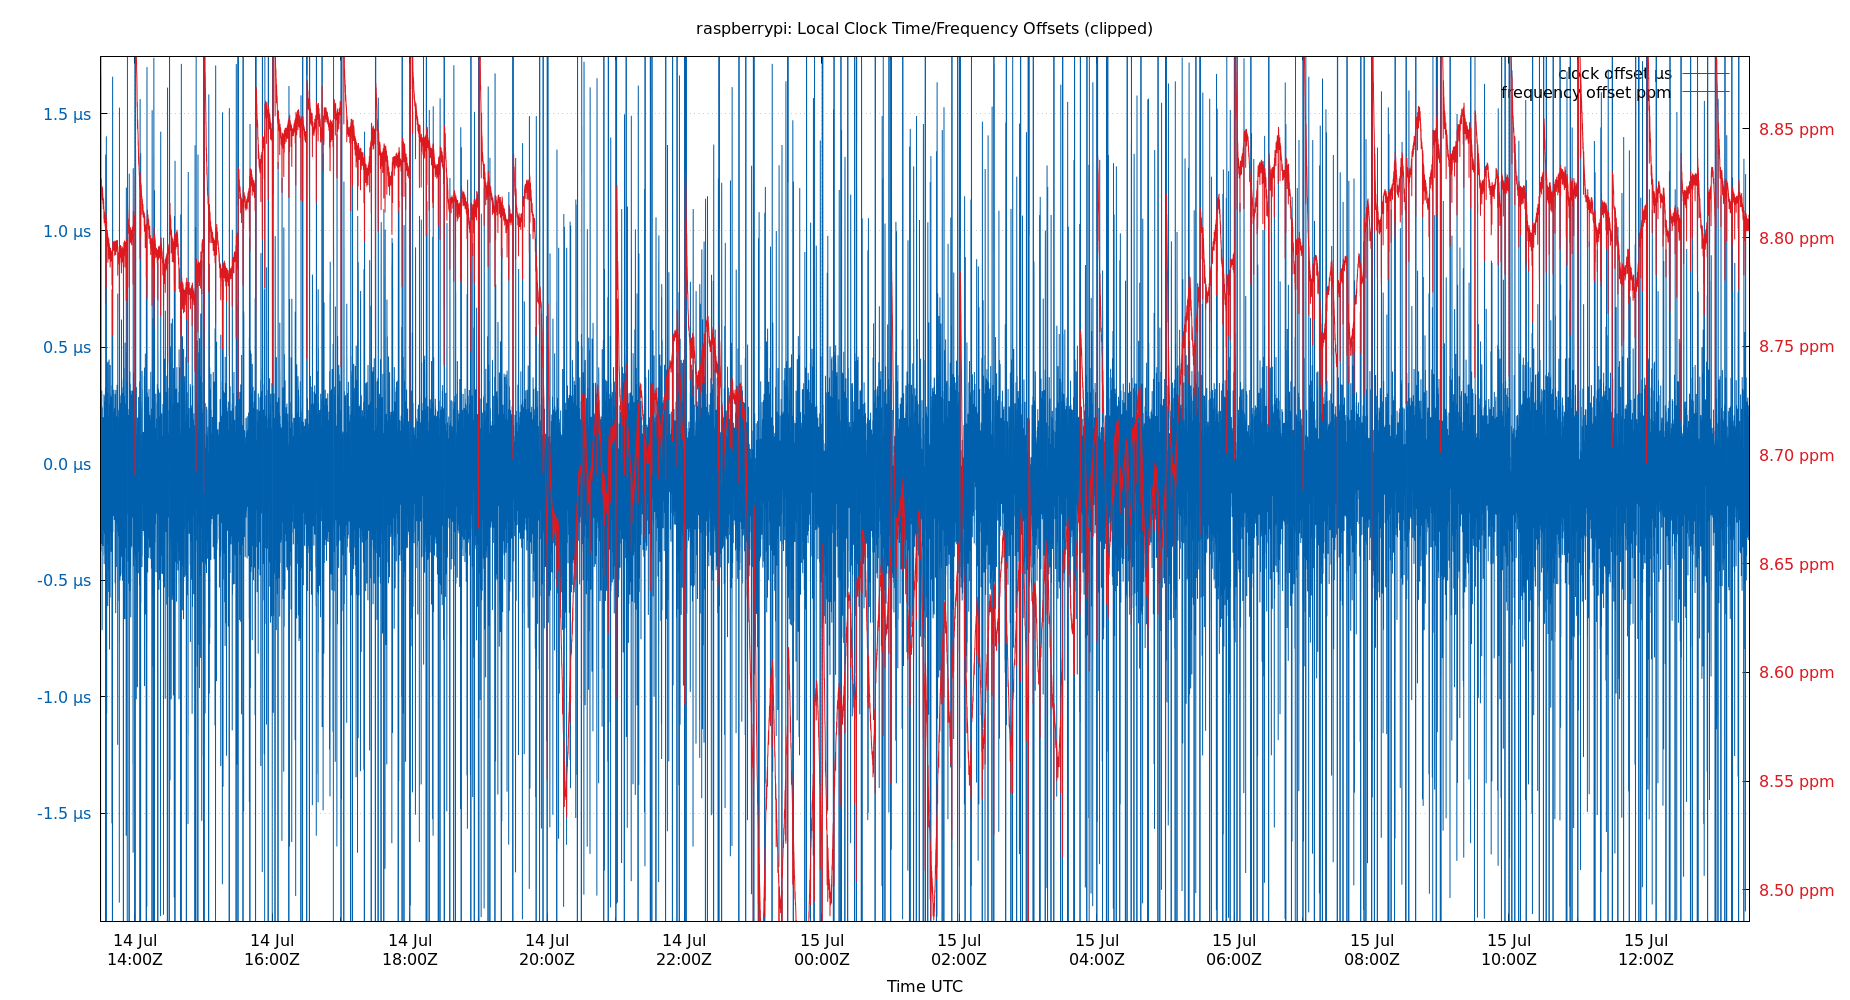 raspberrypi: Local Clock Time/Frequency Offsets (clipped)
clock offset µs
frequency offset ppm
1.5 µs
1.0 µs
0.5 µs
0.0 µs
-0.5 µs
-1.0 µs
-1.5 µs
8.85 ppm
8.80 ppm
8.75 ppm
8.70 ppm
8.65 ppm
8.60 ppm
8.55 ppm
8.50 ppm
14 Jul 14 Jul 14 Jul 14 Jul 14 Jul 15 Jul 15 Jul 15 Jul 15 Jul 15 Jul 15 Jul 15 Jul
14:00Z 16:00Z 18:00Z 20:00Z 22:00Z 00:00Z 02:00Z 04:00Z 06:00Z 08:00Z 10:00Z 12:00Z
Time UTC